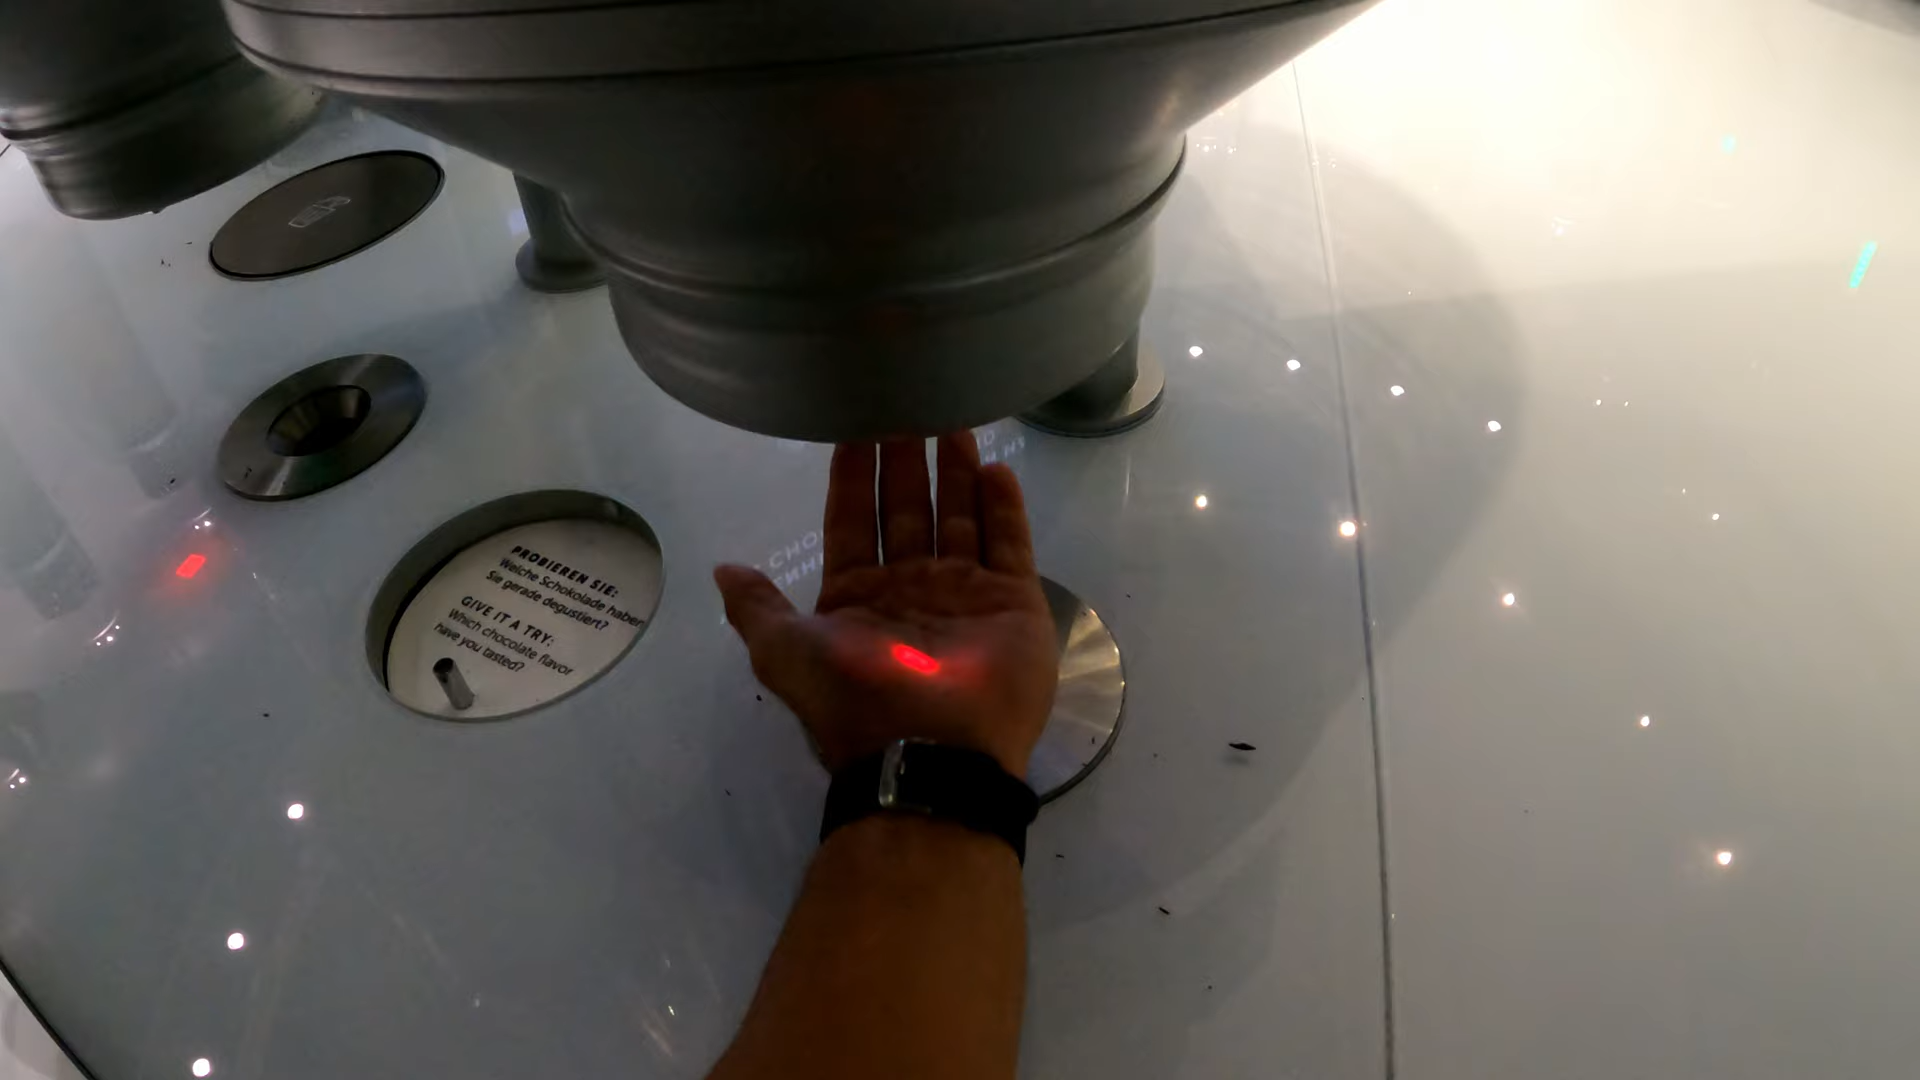 PROBIEREN SIE:
Welche Schokolade haben
Sie gerade degustiert?
GIVE IT A TRY:
Which chocolate flavor
have you tasted?